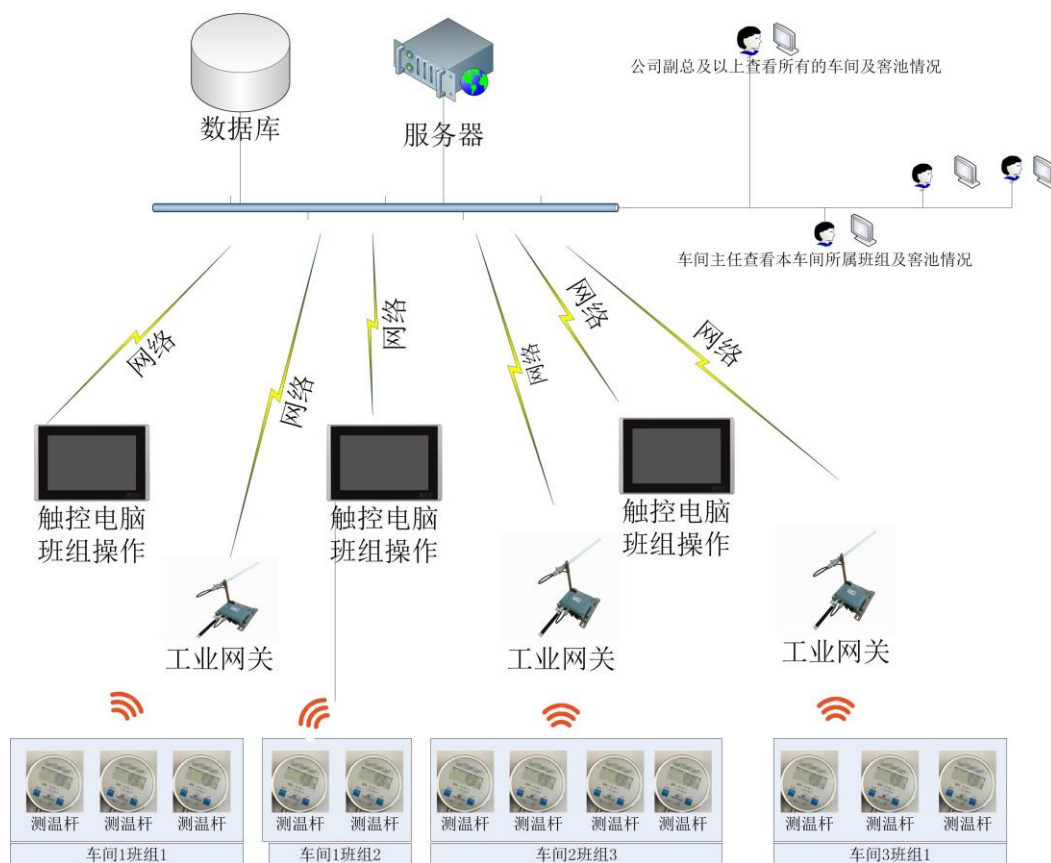 公司副总及以上查看所有的车间及窖池情况
数据库
服务器
车间主任查看本车间所属班组及窖池情况
网络
网络
网络
网络
网络
网络
触控电脑
班组操作
触控电脑
班组操作
触控电脑
班组操作
工业网关
工业网关
工业网关
测温杆 测温杆 测温杆
测温杆 测温杆
测温杆 测温杆 测温杆 测温杆
测温杆 测温杆 测温杆
车间1班组1
车间1班组2
车间2班组3
车间3班组1